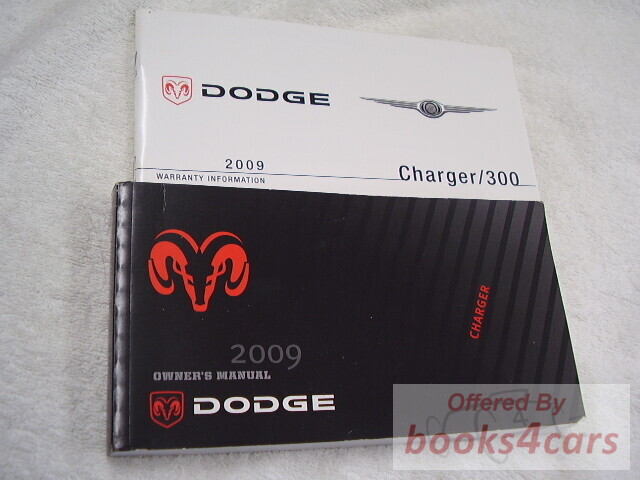 DODGE
2009
WARRANTY INFORMATION
Charger/300
CHARGER
2009
OWNER'S MANUAL
DODGE
Offered By
books4cars